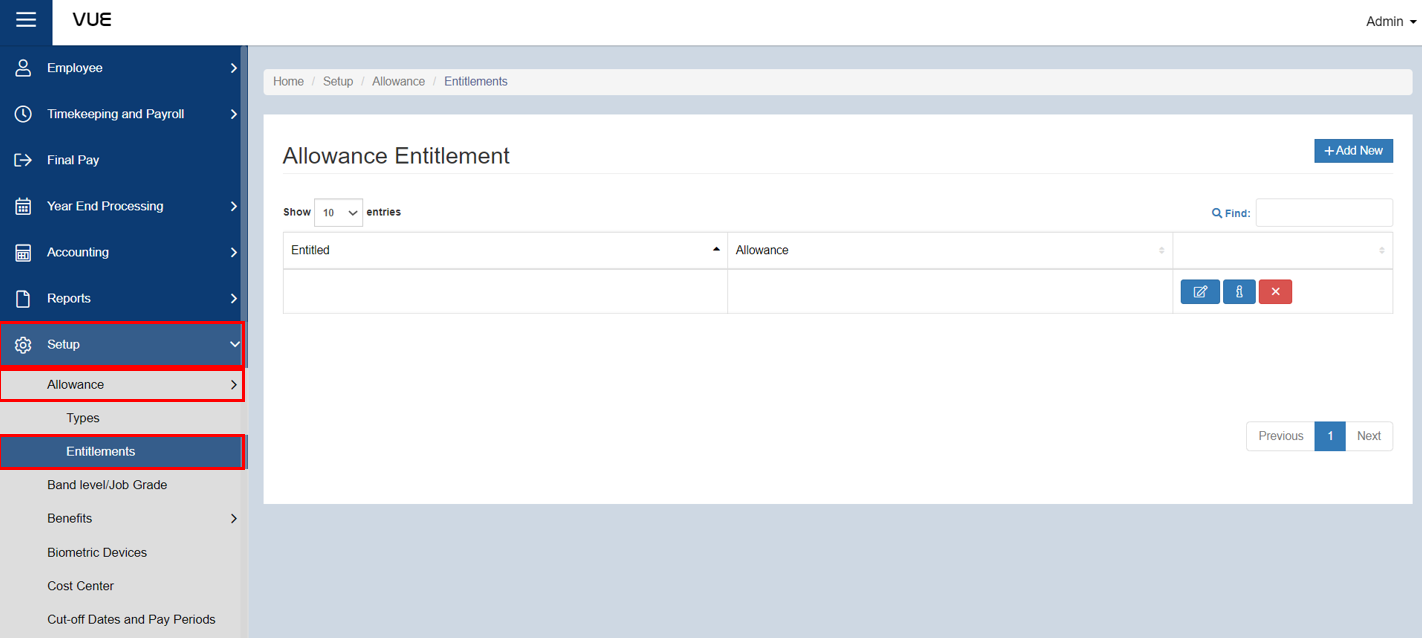 VUE
Admin
Employee
Timekeeping and Payroll
Final Pay
Year End Processing
Accounting
Reports
Setup
Allowance
Types
Entitlements
Band level/Job Grade
Benefits
Biometric Devices
Cost Center
Cut-off Dates and Pay Periods
Home / Setup / Allowance / Entitlements
Allowance Entitlement
+Add New
Show 10 entries
Find:
Entitled Allowance
Previous 1 Next